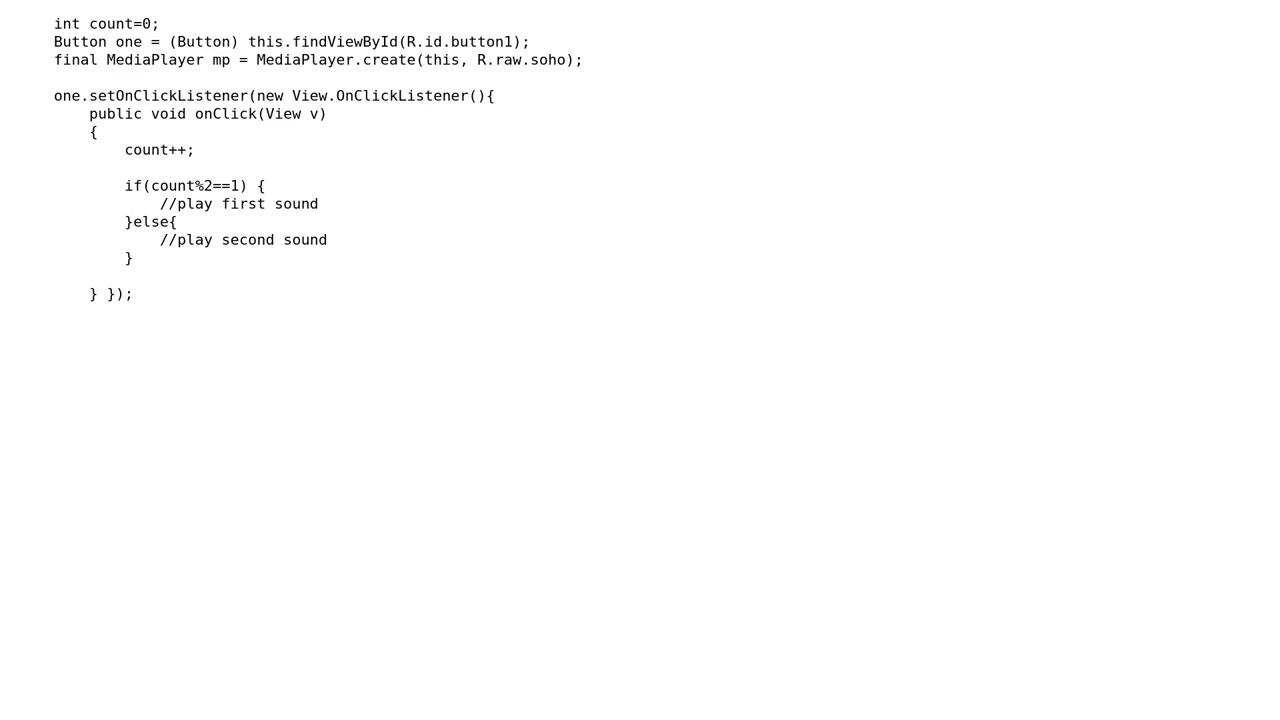 int count=0;
Button one = (Button) this.findViewById(R.id.button1);
final MediaPlayer mp = MediaPlayer.create(this, R.raw.soho);

one.setOnClickListener(new View.OnClickListener(){
    public void onClick(View v)
    {
        count++;

        if(count%2==1) {
            //play first sound
        }else{
            //play second sound
        }

    } });